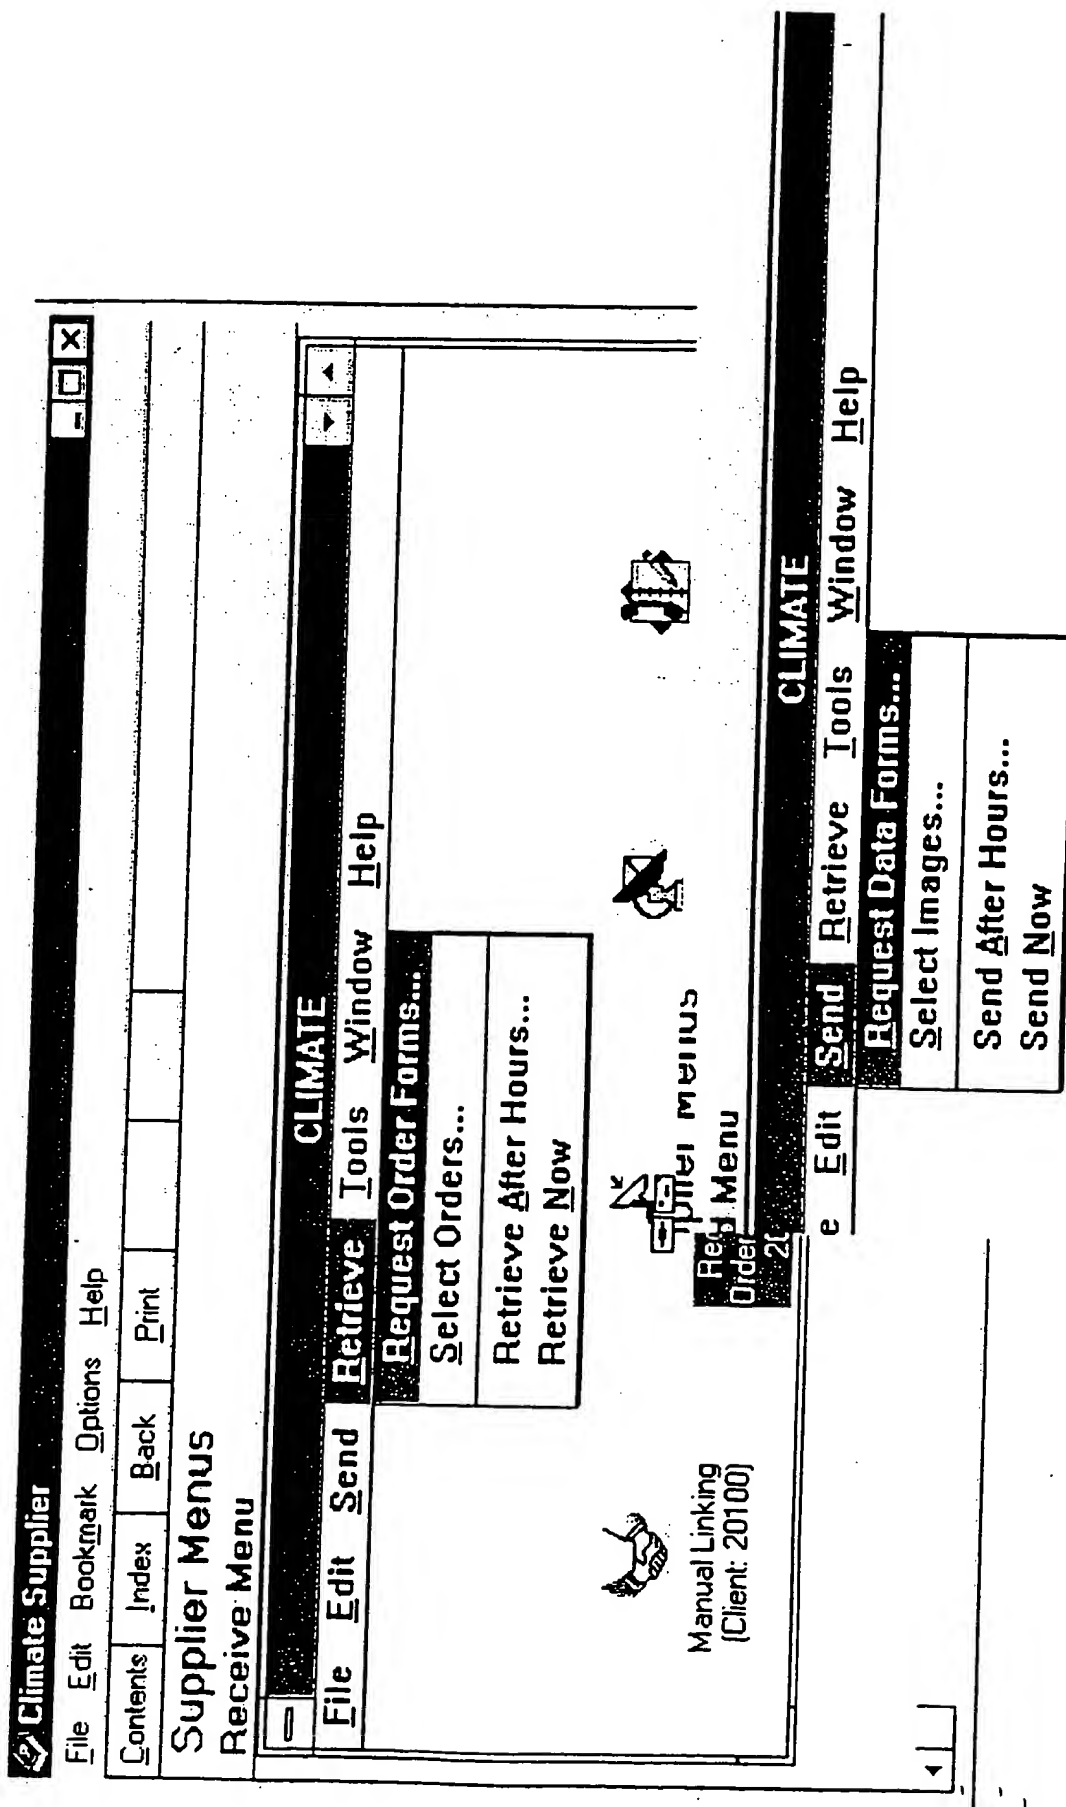 Climate Supplier
File Edit Bookmark Options Help
Contents Index Back Print
Supplier Menus
Receive Menu
CLIMATE
File Edit Send Retrieve Tools Window Help
Request Order Forms...
Select Orders...
Retrieve After Hours...
Retrieve Now
Manual Linking
(Client: 20100)
Menus
Menu
Order
CLIMATE
e Edit Send Retrieve Tools Window Help
Request Data Forms...
Select Images...
Send After Hours...
Send Now